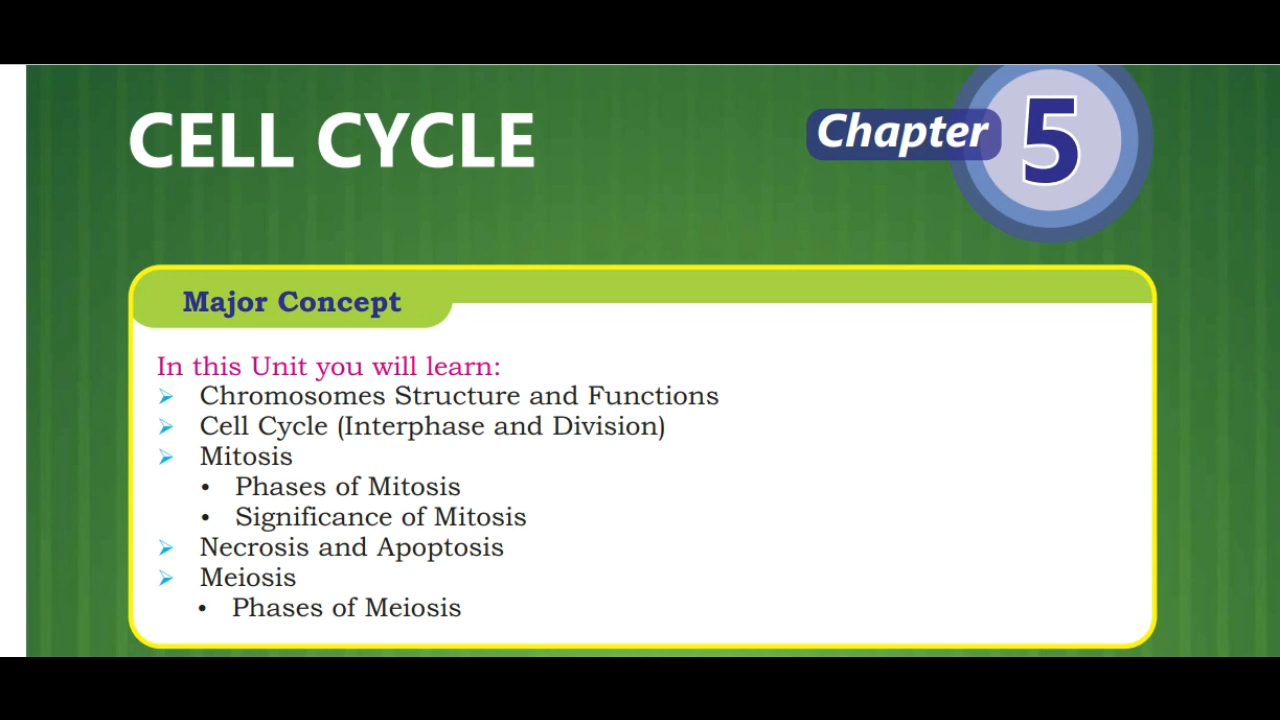 CELL CYCLE
Chapter 5
Major Concept
In this Unit you will learn:
➢ Chromosomes Structure and Functions
➢ Cell Cycle (Interphase and Division)
➢ Mitosis
• Phases of Mitosis
• Significance of Mitosis
➢ Necrosis and Apoptosis
➢ Meiosis
• Phases of Meiosis